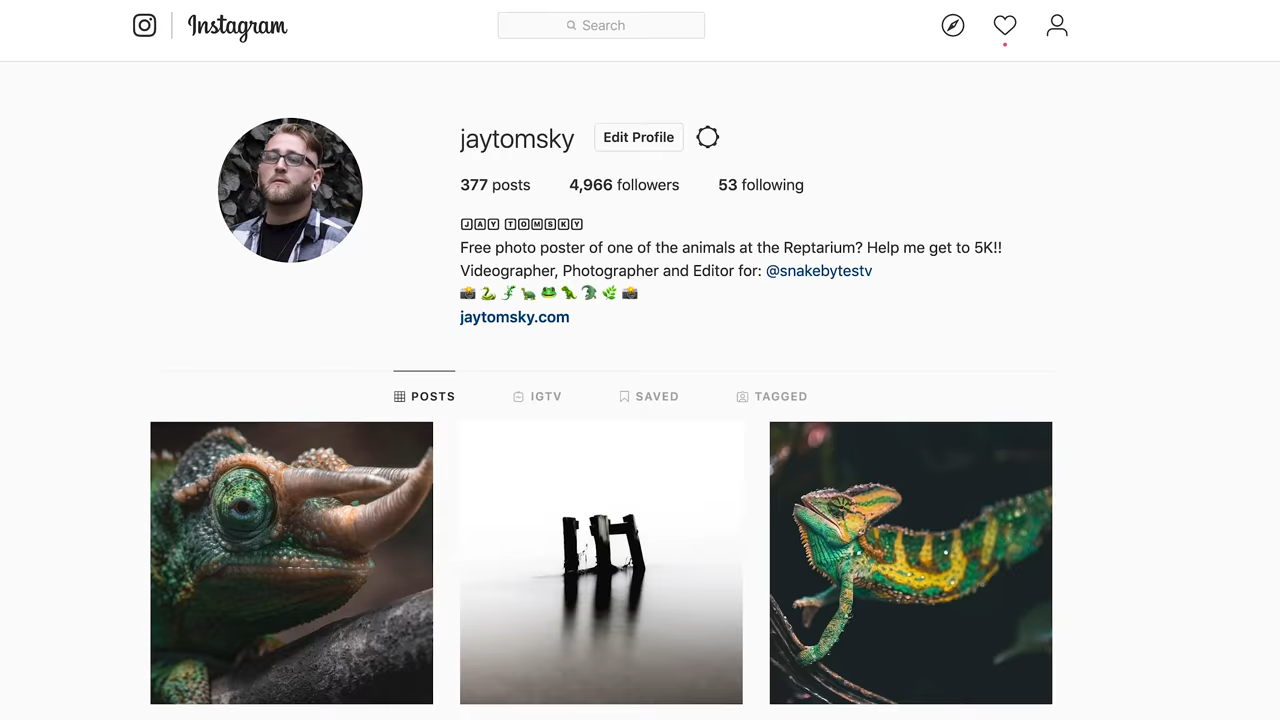 Instagram
Search
jaytomsky Edit Profile
377 posts 4,966 followers 53 following
🄹🄰🅈 🅃🄾🄼🅂🄺🅈
Free photo poster of one of the animals at the Reptarium? Help me get to 5K!!
Videographer, Photographer and Editor for: @snakebytestv
📸 🐍 🦎 🐢 🐸 🦖 🐊 🌿 📸
jaytomsky.com
POSTS IGTV SAVED TAGGED